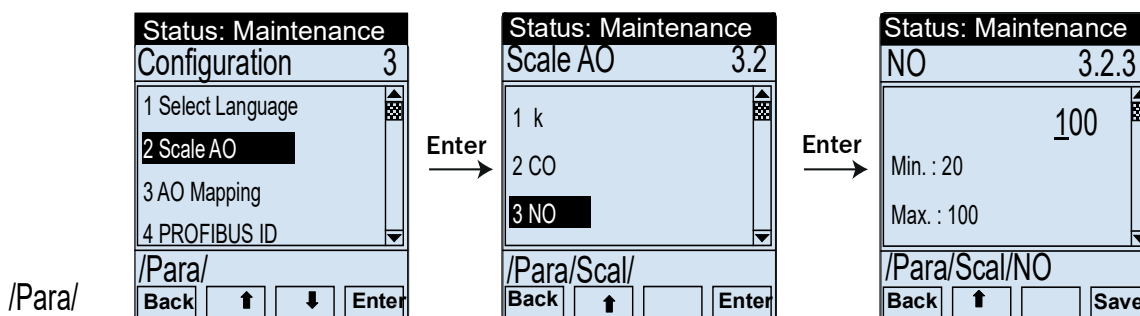 /Para/
Status: Maintenance
Configuration 3
1 Select Language
2 Scale AO
3 AO Mapping
4 PROFIBUS ID
/Para/
Back Enter
Enter
Status: Maintenance
Scale AO 3.2
1 k
2 CO
3 NO
/Para/Scal/
Back Enter
Enter
Status: Maintenance
NO 3.2.3
100
Min. : 20
Max. : 100
/Para/Scal/NO
Back Save